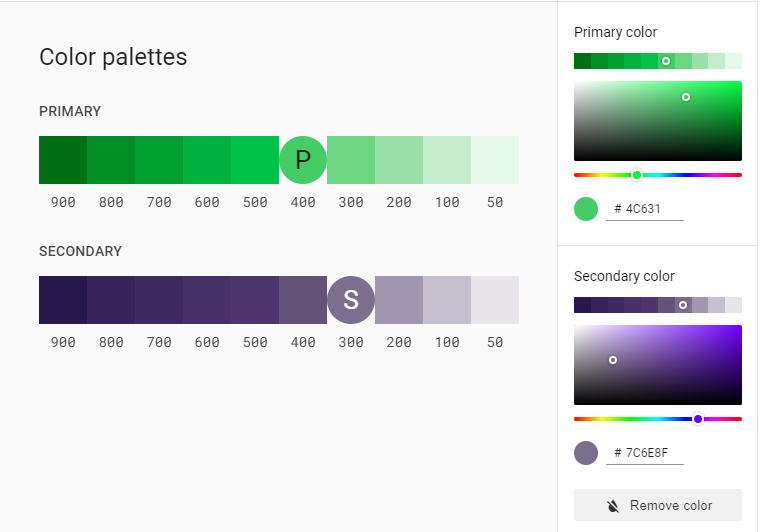 Color palettes
PRIMARY
P
900 800 700 600 500 400 300 200 100 50
SECONDARY
S
900 800 700 600 500 400 300 200 100 50
Primary color
# 4C631
Secondary color
# 7C6E8F
Remove color